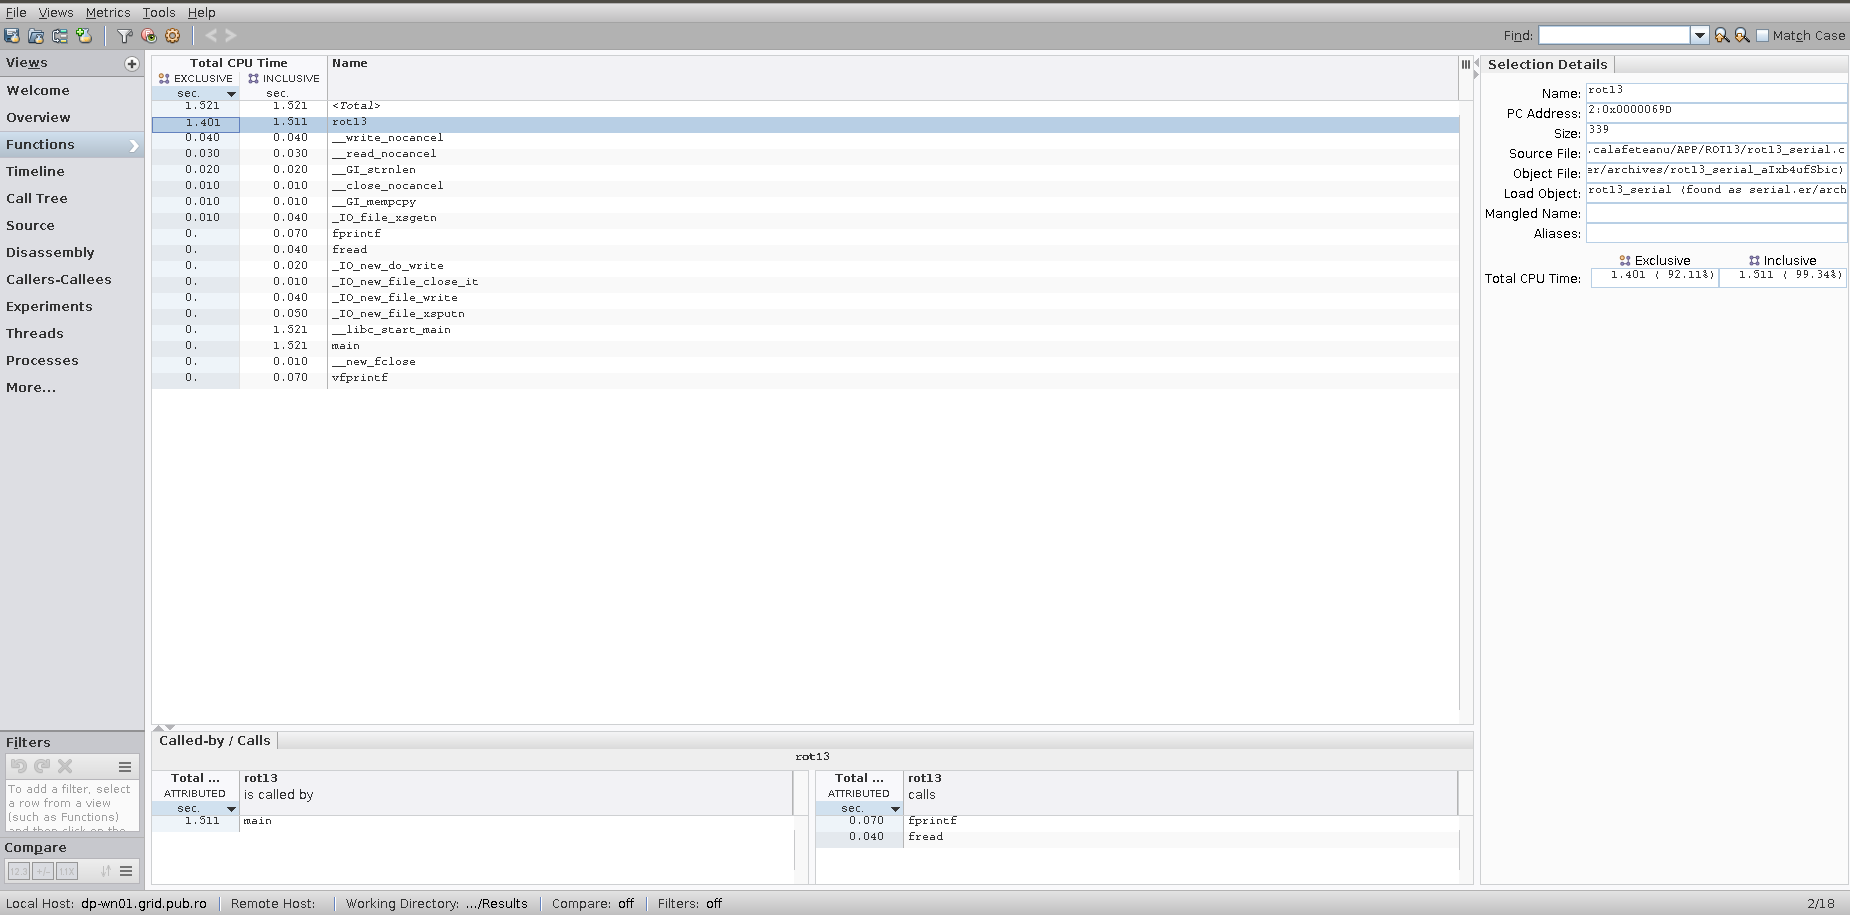 File Views Metrics Tools Help
Find: Match Case
Views
Welcome
Overview
Functions
Timeline
Call Tree
Source
Disassembly
Callers-Callees
Experiments
Threads
Processes
More...
Filters
To add a filter, select
a row from a view
(such as Functions)
and then click on the
Compare
12.3 +/- 1.1X
Total CPU Time Name
EXCLUSIVE INCLUSIVE
sec. sec.
1.521 1.521 <Total>
1.401 1.511 rot13
0.040 0.040 __write_nocancel
0.030 0.030 __read_nocancel
0.020 0.020 __GI_strnlen
0.010 0.010 __close_nocancel
0.010 0.010 __GI_mempcpy
0.010 0.040 _IO_file_xsgetn
0. 0.070 fprintf
0. 0.040 fread
0. 0.020 _IO_new_do_write
0. 0.010 _IO_new_file_close_it
0. 0.040 _IO_new_file_write
0. 0.050 _IO_new_file_xsputn
0. 1.521 __libc_start_main
0. 1.521 main
0. 0.010 __new_fclose
0. 0.070 vfprintf
Called-by / Calls
rot13
Total ... rot13
ATTRIBUTED is called by
sec.
1.511 main
Total ... rot13
ATTRIBUTED calls
sec.
0.070 fprintf
0.040 fread
Selection Details
Name: rot13
PC Address: 2:0x0000069D
Size: 339
Source File: .calafeteanu/APP/ROT13/rot13_serial.c
Object File: er/archives/rot13_serial_aIxb4ufSbic)
Load Object: rot13_serial (found as serial.er/arch
Mangled Name:
Aliases:
Exclusive Inclusive
Total CPU Time: 1.401 ( 92.11%) 1.511 ( 99.34%)
Local Host: dp-wn01.grid.pub.ro Remote Host: Working Directory: .../Results Compare: off Filters: off 2/18